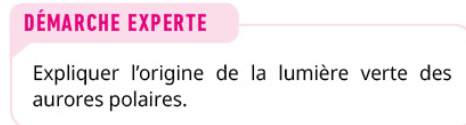 DÉMARCHE EXPERTE
Expliquer l'origine de la lumière verte des
aurores polaires.